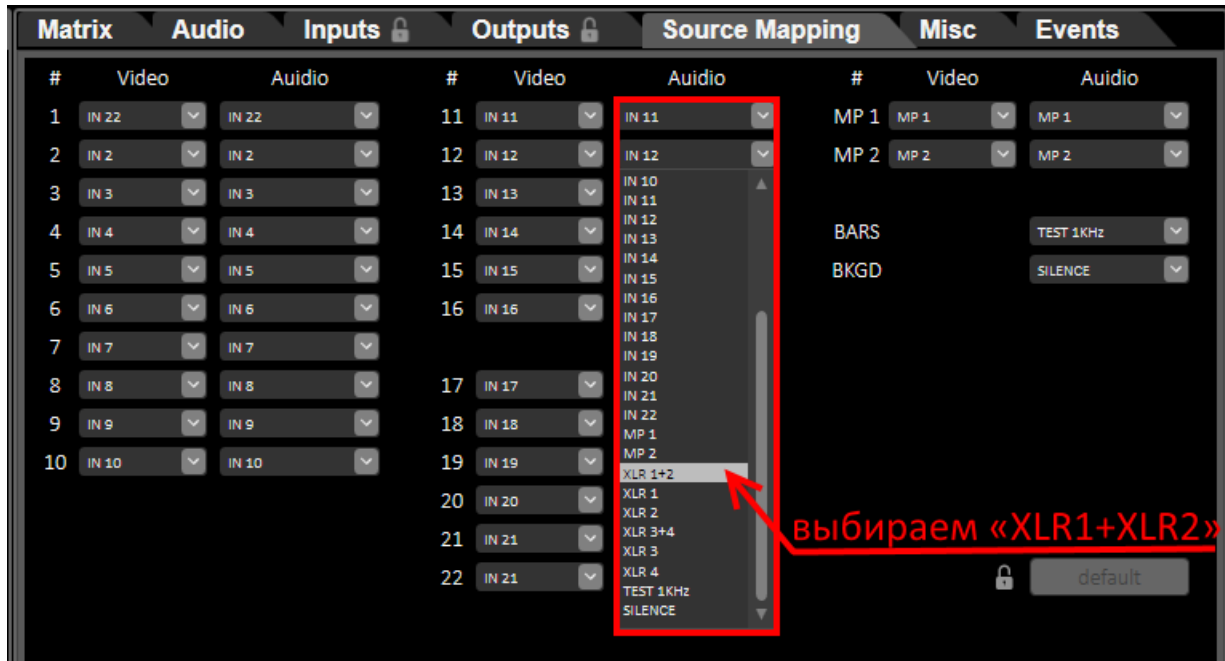 Matrix Audio Inputs Outputs Source Mapping Misc Events
# Video Auidio # Video Auidio # Video Auidio
1 IN 22 IN 22 11 IN 11 IN 11 MP 1 MP 1 MP 1
2 IN 2 IN 2 12 IN 12 IN 12 MP 2 MP 2 MP 2
3 IN 3 IN 3 13 IN 13
4 IN 4 IN 4 14 IN 14 BARS TEST 1KHz
5 IN 5 IN 5 15 IN 15 BKGD SILENCE
6 IN 6 IN 6 16 IN 16
7 IN 7 IN 7
8 IN 8 IN 8 17 IN 17
9 IN 9 IN 9 18 IN 18
10 IN 10 IN 10 19 IN 19
20 IN 20
21 IN 21
22 IN 21
IN 10
IN 11
IN 12
IN 13
IN 14
IN 15
IN 16
IN 17
IN 18
IN 19
IN 20
IN 21
IN 22
MP 1
MP 2
XLR 1+2
XLR 1
XLR 2
XLR 3+4
XLR 3
XLR 4
TEST 1KHz
SILENCE
выбираем «XLR1+XLR2»
default